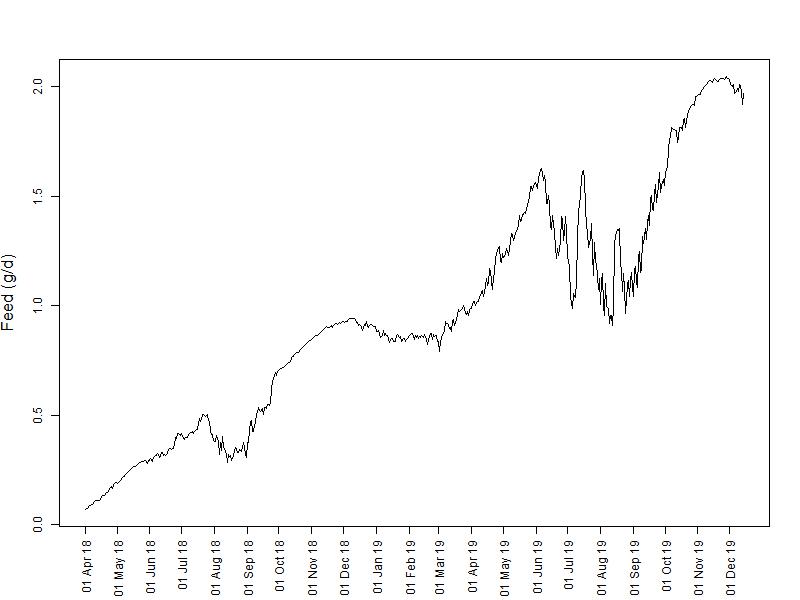 Feed (g/d)
2.0
1.5
1.0
0.5
0.0
01 Apr 18
01 May 18
01 Jun 18
01 Jul 18
01 Aug 18
01 Sep 18
01 Oct 18
01 Nov 18
01 Dec 18
01 Jan 19
01 Feb 19
01 Mar 19
01 Apr 19
01 May 19
01 Jun 19
01 Jul 19
01 Aug 19
01 Sep 19
01 Oct 19
01 Nov 19
01 Dec 19